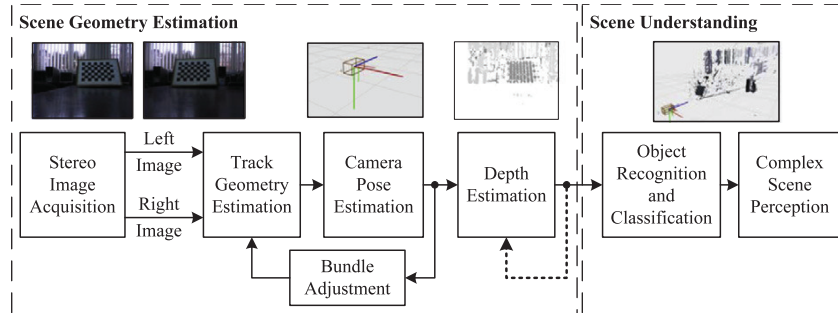 Scene Geometry Estimation
Scene Understanding
Stereo
Image
Acquisition
Left
Image
Right
Image
Track
Geometry
Estimation
Camera
Pose
Estimation
Bundle
Adjustment
Depth
Estimation
Object
Recognition
and
Classification
Complex
Scene
Perception